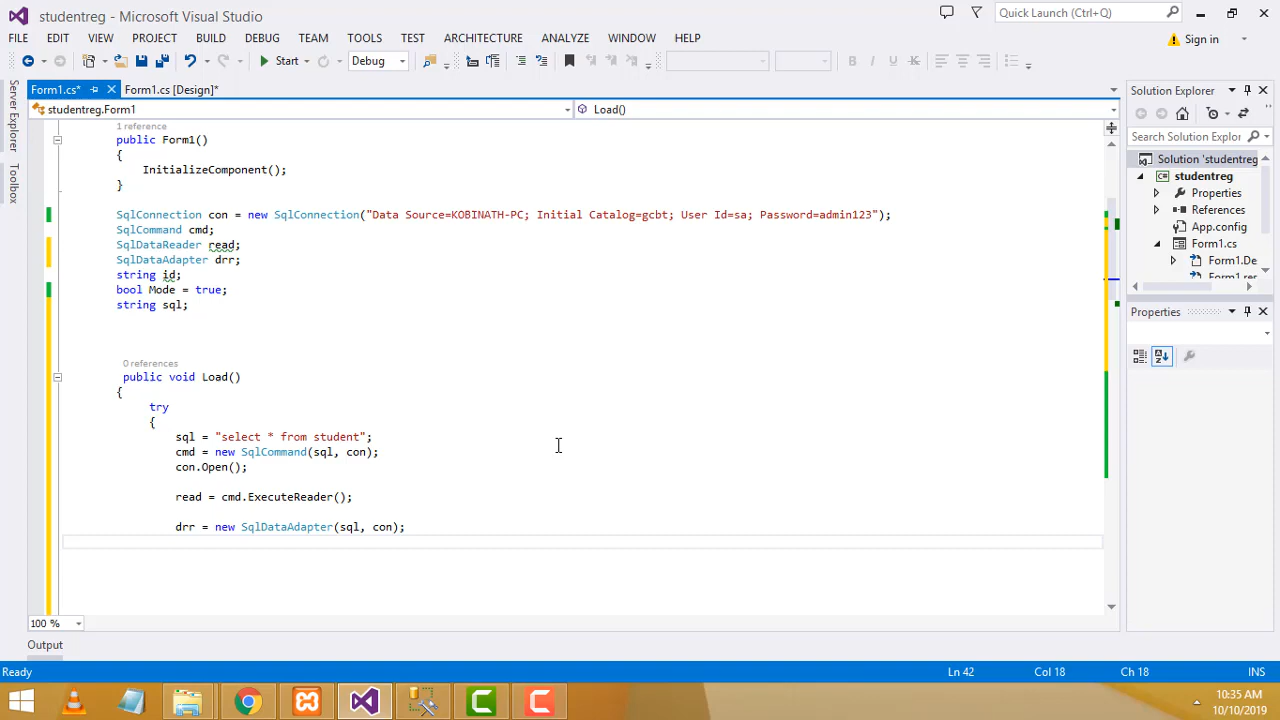 studentreg - Microsoft Visual Studio
Quick Launch (Ctrl+Q)
FILE EDIT VIEW PROJECT BUILD DEBUG TEAM TOOLS TEST ARCHITECTURE ANALYZE WINDOW HELP
Sign in
Start
Debug
Form1.cs*
Form1.cs [Design]*
studentreg.Form1
Load()
Server Explorer
Toolbox
1 reference
public Form1()
{
InitializeComponent();
}
SqlConnection con = new SqlConnection("Data Source=KOBINATH-PC; Initial Catalog=gcbt; User Id=sa; Password=admin123");
SqlCommand cmd;
SqlDataReader read;
SqlDataAdapter drr;
string id;
bool Mode = true;
string sql;
0 references
public void Load()
{
try
{
sql = "select * from student";
cmd = new SqlCommand(sql, con);
con.Open();
read = cmd.ExecuteReader();
drr = new SqlDataAdapter(sql, con);
100 %
Output
Solution Explorer
Search Solution Explor
Solution 'studentreg
studentreg
Properties
References
App.config
Form1.cs
Form1.De
Form1.res
Properties
Ready
Ln 42
Col 18
Ch 18
INS
10:35 AM
10/10/2019